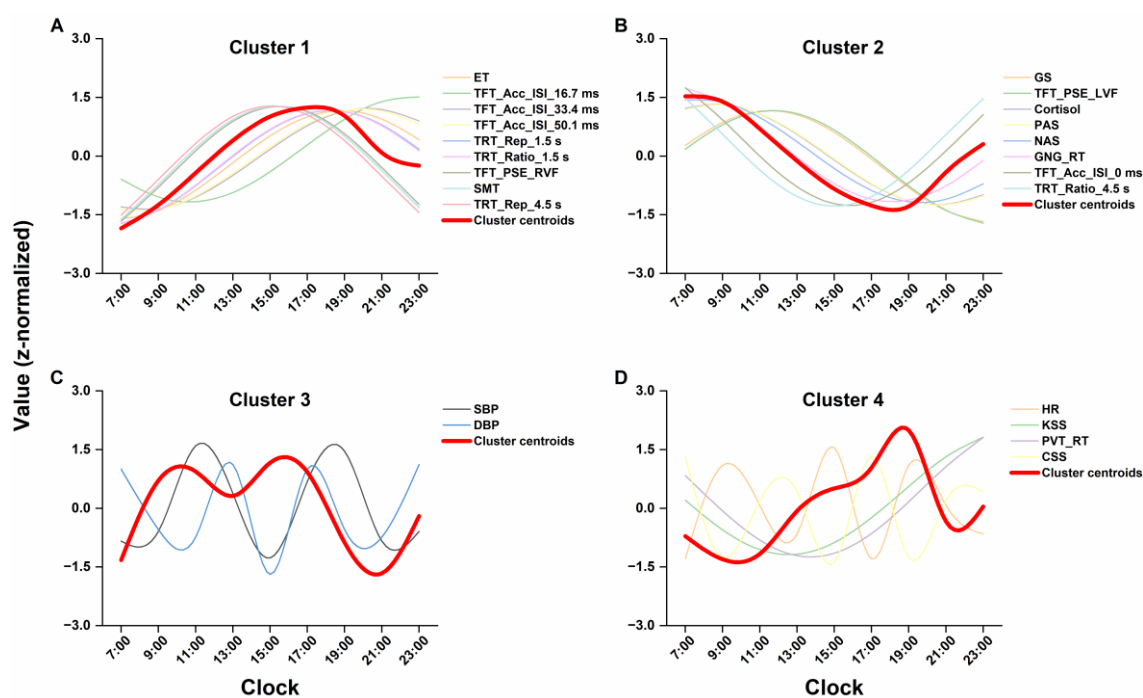 A
Cluster 1
3.0
1.5
0.0
−1.5
−3.0
7:00
9:00
11:00
13:00
15:00
17:00
19:00
21:00
23:00
ET
TFT_Acc_ISI_16.7 ms
TFT_Acc_ISI_33.4 ms
TFT_Acc_ISI_50.1 ms
TRT_Rep_1.5 s
TRT_Ratio_1.5 s
TFT_PSE_RVF
SMT
TRT_Rep_4.5 s
Cluster centroids
B
Cluster 2
3.0
1.5
0.0
−1.5
−3.0
7:00
9:00
11:00
13:00
15:00
17:00
19:00
21:00
23:00
GS
TFT_PSE_LVF
Cortisol
PAS
NAS
GNG_RT
TFT_Acc_ISI_0 ms
TRT_Ratio_4.5 s
Cluster centroids
Value (z-normalized)
C
Cluster 3
3.0
1.5
0.0
−1.5
−3.0
7:00
9:00
11:00
13:00
15:00
17:00
19:00
21:00
23:00
SBP
DBP
Cluster centroids
Clock
D
Cluster 4
3.0
1.5
0.0
−1.5
−3.0
7:00
9:00
11:00
13:00
15:00
17:00
19:00
21:00
23:00
HR
KSS
PVT_RT
CSS
Cluster centroids
Clock